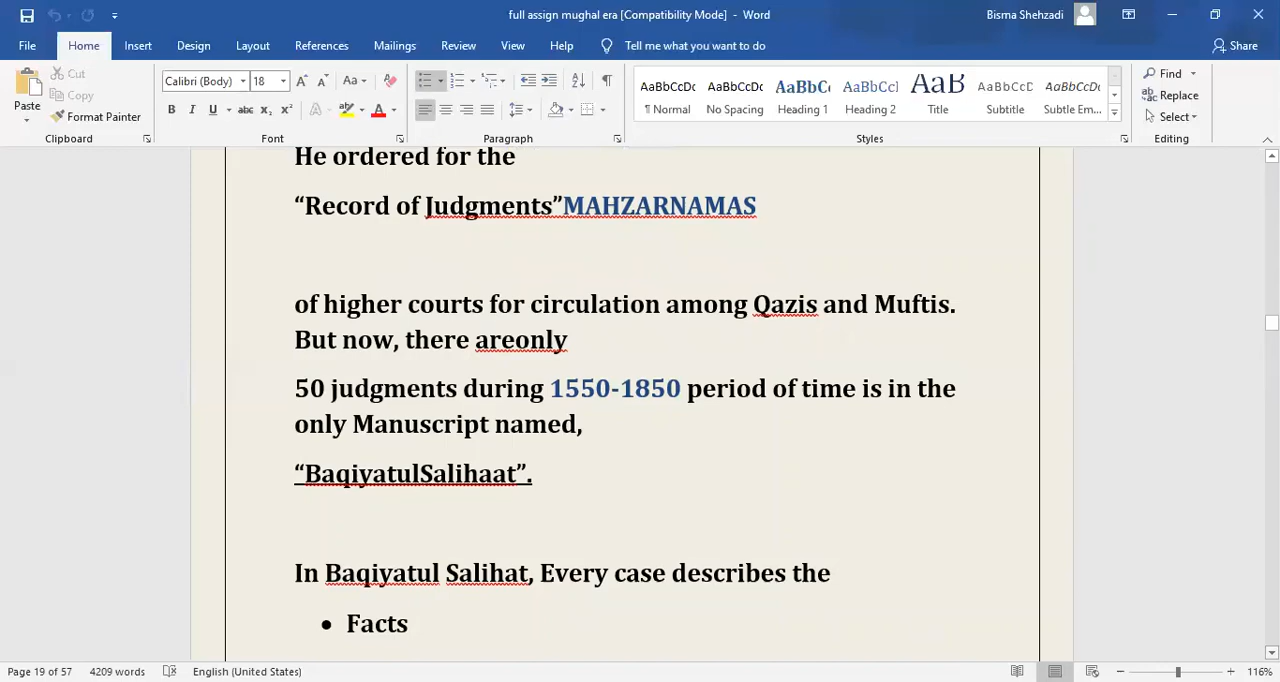 full assign mughal era [Compatibility Mode] - Word
Bisma Shehzadi
File Home Insert Design Layout References Mailings Review View Help Tell me what you want to do Share
Paste
Cut
Copy
Format Painter
Clipboard
Calibri (Body) 18
Font
Paragraph
AaBbCcDc AaBbCcDc AaBbC( AaBbCc] AaB AaBbCcD AaBbCcDc
¶ Normal No Spacing Heading 1 Heading 2 Title Subtitle Subtle Em...
Styles
Find
Replace
Select
Editing
He ordered for the
“Record of Judgments”MAHZARNAMAS
of higher courts for circulation among Qazis and Muftis.
But now, there areonly
50 judgments during 1550-1850 period of time is in the
only Manuscript named,
“BaqiyatulSalihaat”.
In Baqiyatul Salihat, Every case describes the
• Facts
Page 19 of 57 4209 words English (United States) 116%